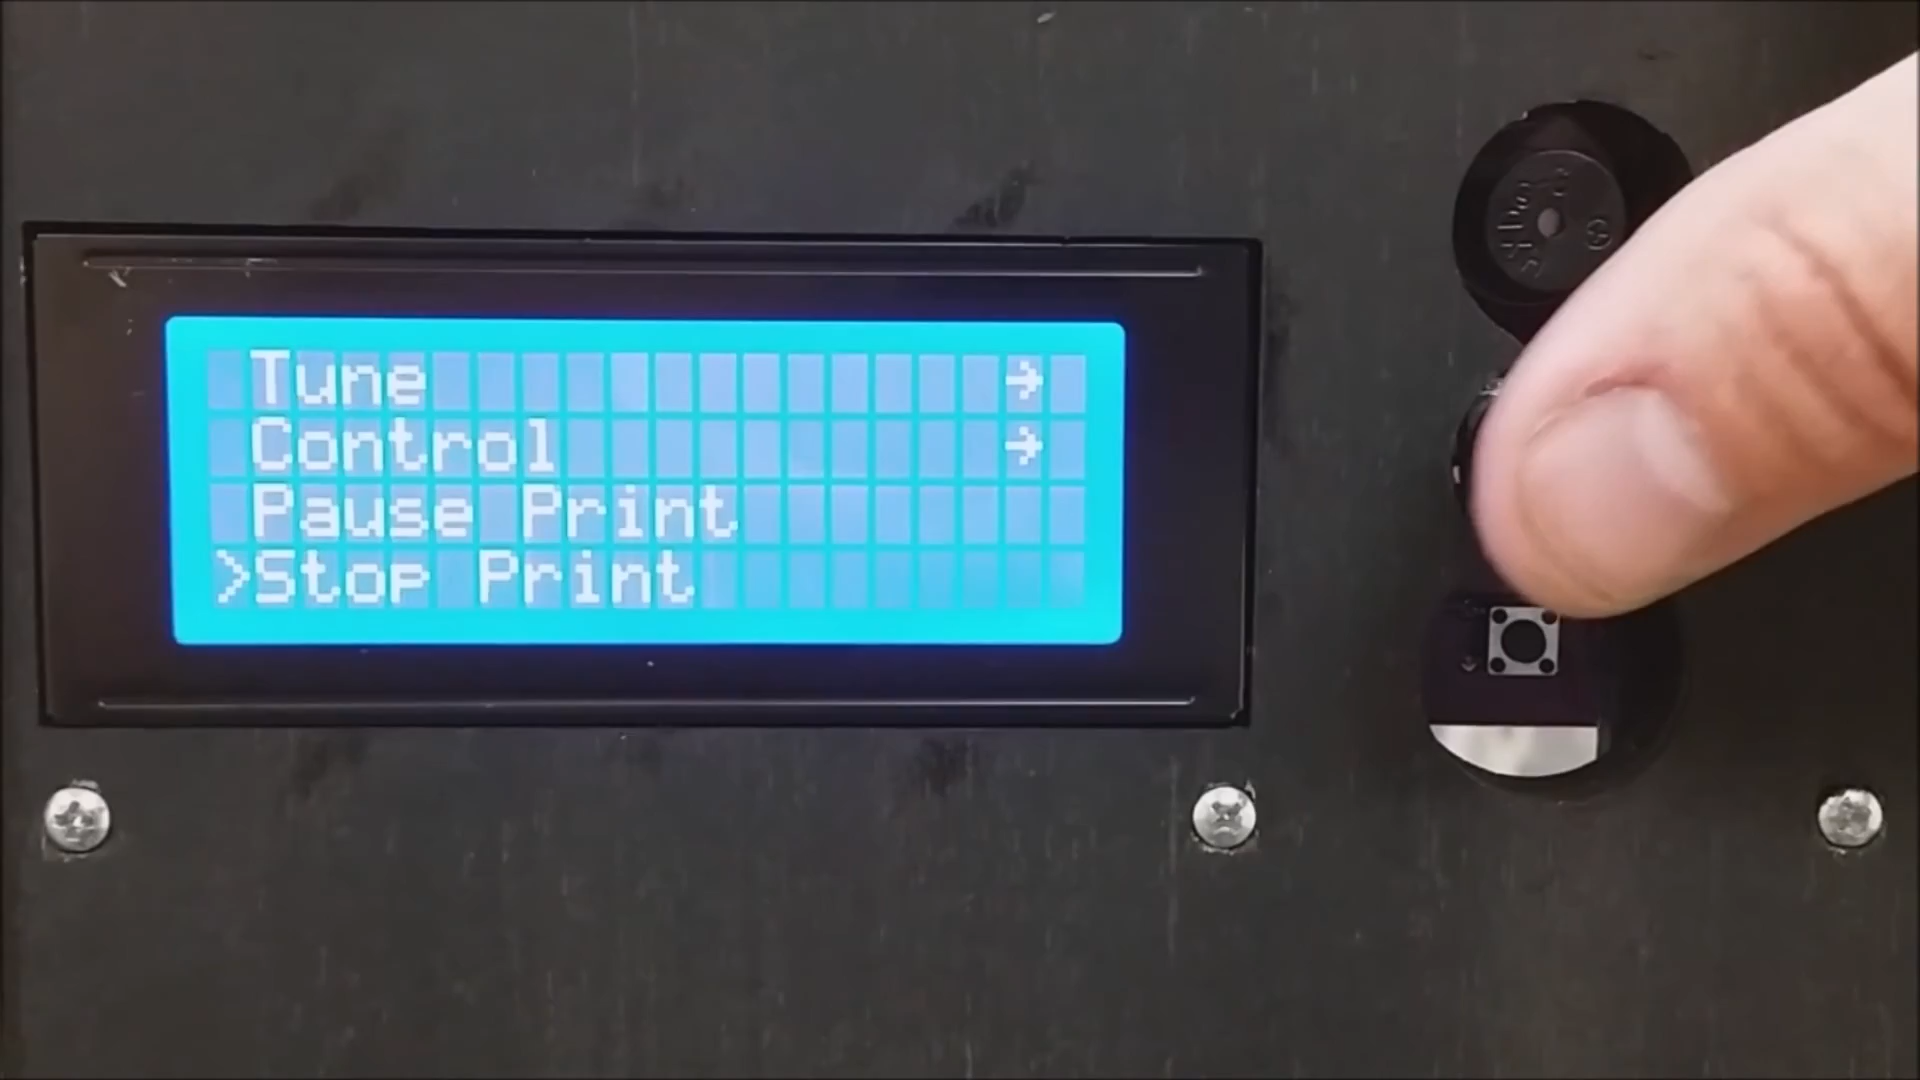 Tune →
Control →
Pause Print
>Stop Print